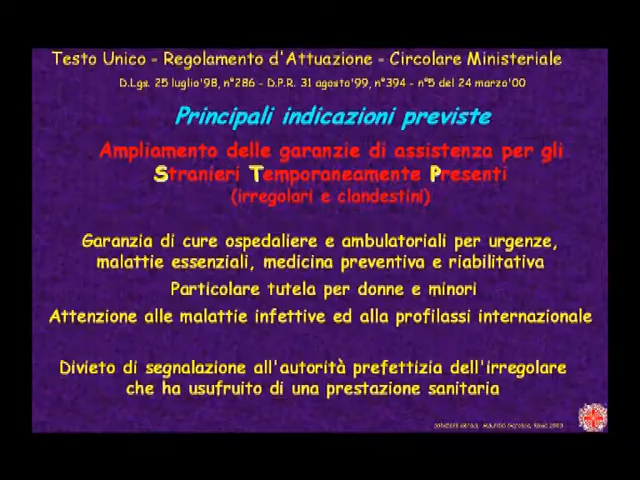 Testo Unico - Regolamento d'Attuazione - Circolare Ministeriale
D.Lgs. 25 luglio'98, n°286 - D.P.R. 31 agosto'99, n°394 - n°5 del 24 marzo'00
Principali indicazioni previste
Ampliamento delle garanzie di assistenza per gli
Stranieri Temporaneamente Presenti
(irregolari e clandestini)
Garanzia di cure ospedaliere e ambulatoriali per urgenze,
malattie essenziali, medicina preventiva e riabilitativa
Particolare tutela per donne e minori
Attenzione alle malattie infettive ed alla profilassi internazionale
Divieto di segnalazione all'autorità prefettizia dell'irregolare
che ha usufruito di una prestazione sanitaria